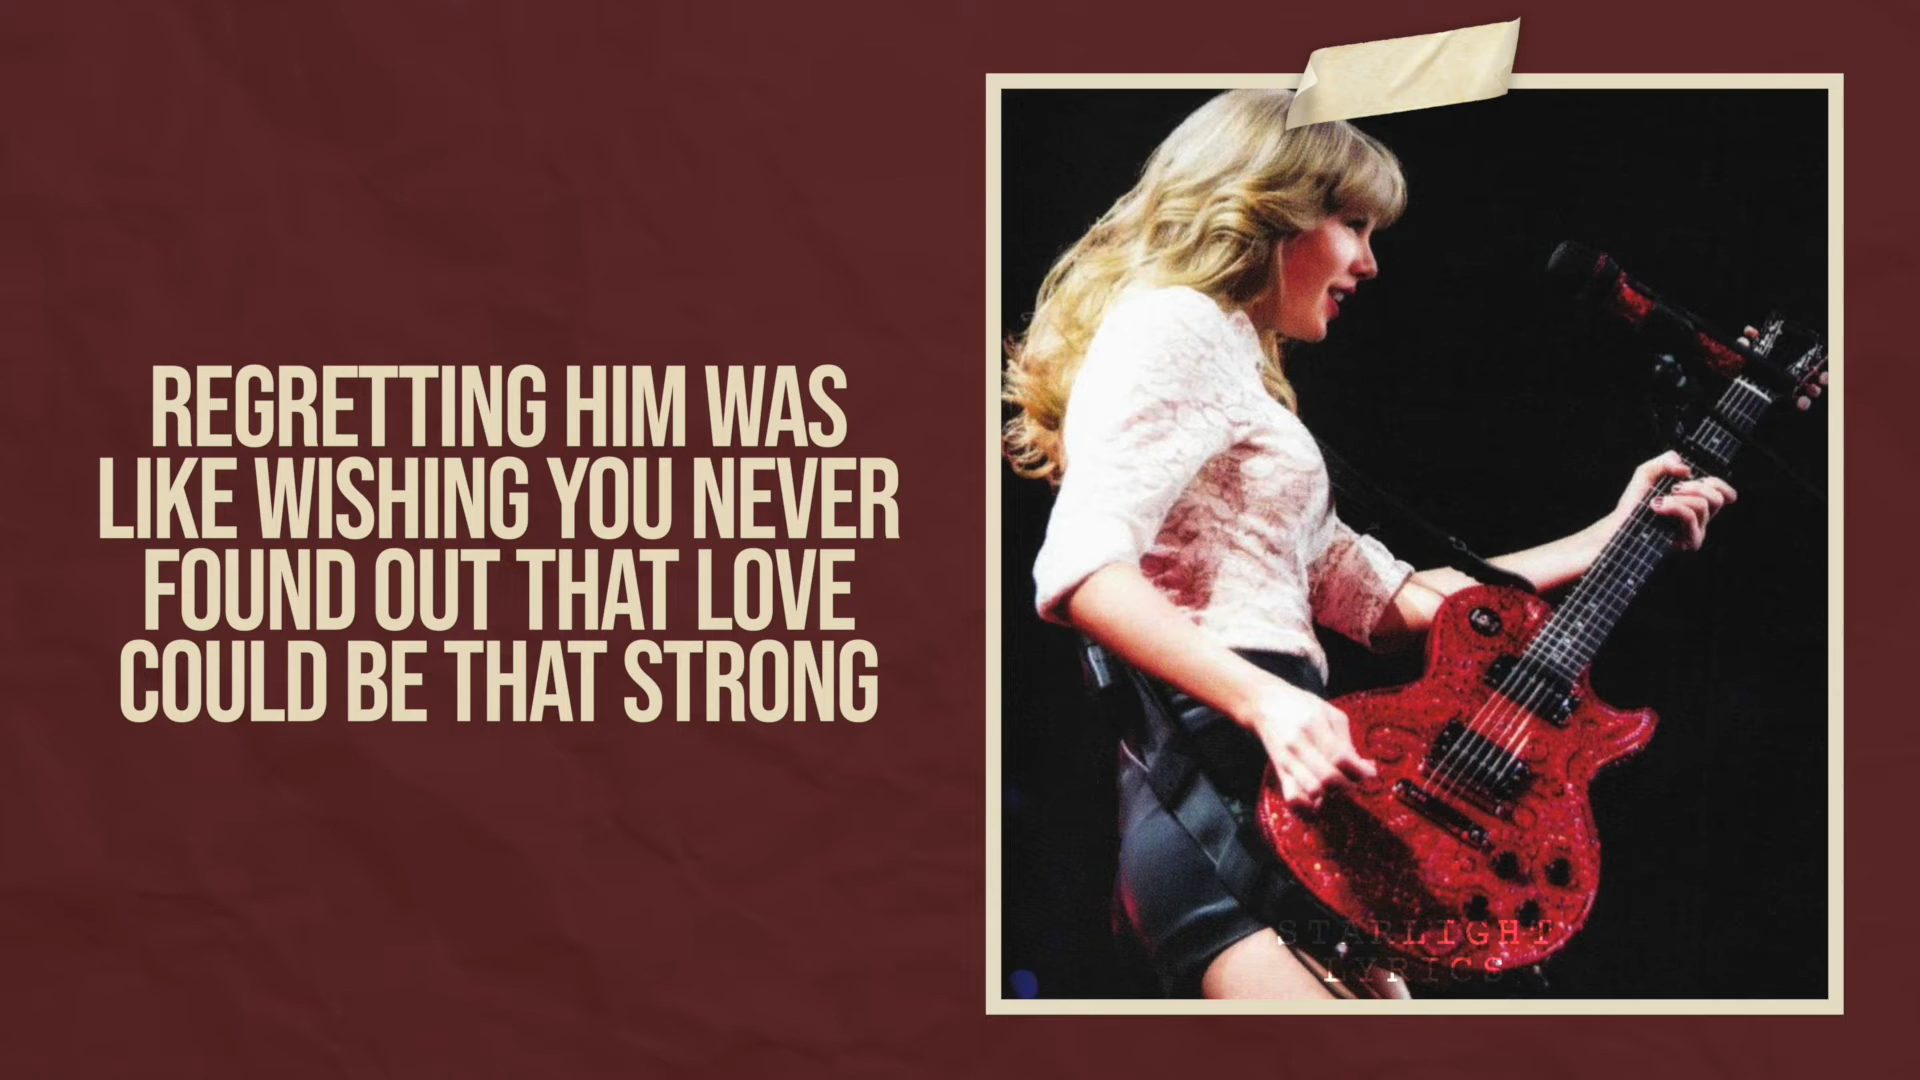 REGRETTING HIM WAS
LIKE WISHING YOU NEVER
FOUND OUT THAT LOVE
COULD BE THAT STRONG
STARLIGHT
LYRICS